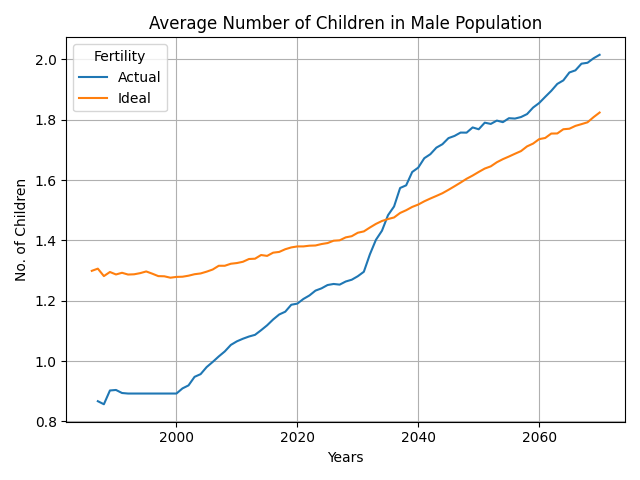 Average Number of Children in Male Population
Fertility
Actual
Ideal
No. of Children
2.0
1.8
1.6
1.4
1.2
1.0
0.8
2000 2020 2040 2060
Years